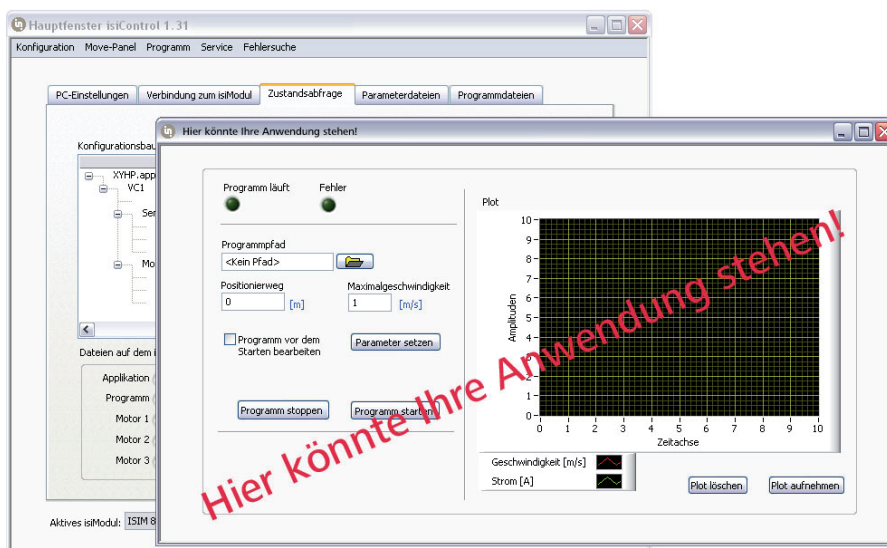 Hauptfenster isiControl 1.31
Konfiguration Move-Panel Programm Service Fehlersuche
PC-Einstellungen Verbindung zum isiModul Zustandsabfrage Parameterdateien Programmdateien
Hier könnte Ihre Anwendung stehen!
Konfigurationsbau
XYHP.app
VC1
Ser
Mo
Dateien auf dem i
Applikation
Programm
Motor 1
Motor 2
Motor 3
Aktives isiModul: ISIM 8
Programm läuft Fehler
Programmpfad
<Kein Pfad>
Positionierweg Maximalgeschwindigkeit
0 [m] 1 [m/s]
Programm vor dem
Starten bearbeiten
Parameter setzen
Programm stoppen Programm starten
Plot
Amplituden
10
9
8
7
6
5
4
3
2
1
0
0 1 2 3 4 5 6 7 8 9 10
Zeitachse
Geschwindigkeit [m/s]
Strom [A]
Plot löschen Plot aufnehmen
Hier könnte Ihre Anwendung stehen!